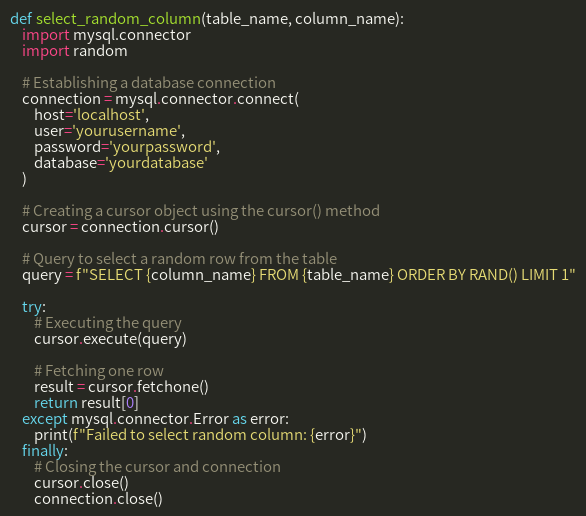 def select_random_column(table_name, column_name):
    import mysql.connector
    import random

    # Establishing a database connection
    connection = mysql.connector.connect(
        host='localhost',
        user='yourusername',
        password='yourpassword',
        database='yourdatabase'
    )

    # Creating a cursor object using the cursor() method
    cursor = connection.cursor()

    # Query to select a random row from the table
    query = f"SELECT {column_name} FROM {table_name} ORDER BY RAND() LIMIT 1"

    try:
        # Executing the query
        cursor.execute(query)

        # Fetching one row
        result = cursor.fetchone()
        return result[0]
    except mysql.connector.Error as error:
        print(f"Failed to select random column: {error}")
    finally:
        # Closing the cursor and connection
        cursor.close()
        connection.close()